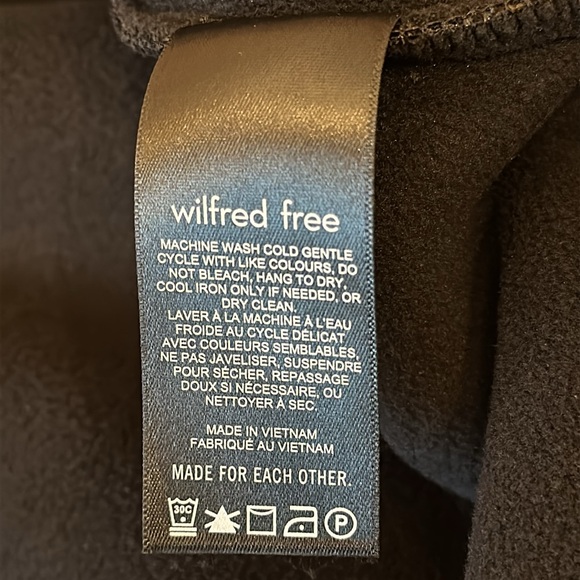 wilfred free
MACHINE WASH COLD GENTLE
CYCLE WITH LIKE COLOURS, DO
NOT BLEACH, HANG TO DRY,
COOL IRON ONLY IF NEEDED, OR
DRY CLEAN.
LAVER À LA MACHINE À L'EAU
FROIDE AU CYCLE DÉLICAT
AVEC COULEURS SEMBLABLES,
NE PAS JAVELISER, SUSPENDRE
POUR SÉCHER, REPASSAGE
DOUX SI NÉCESSAIRE, OU
NETTOYER À SEC.
MADE IN VIETNAM
FABRIQUÉ AU VIETNAM
MADE FOR EACH OTHER.
30C P